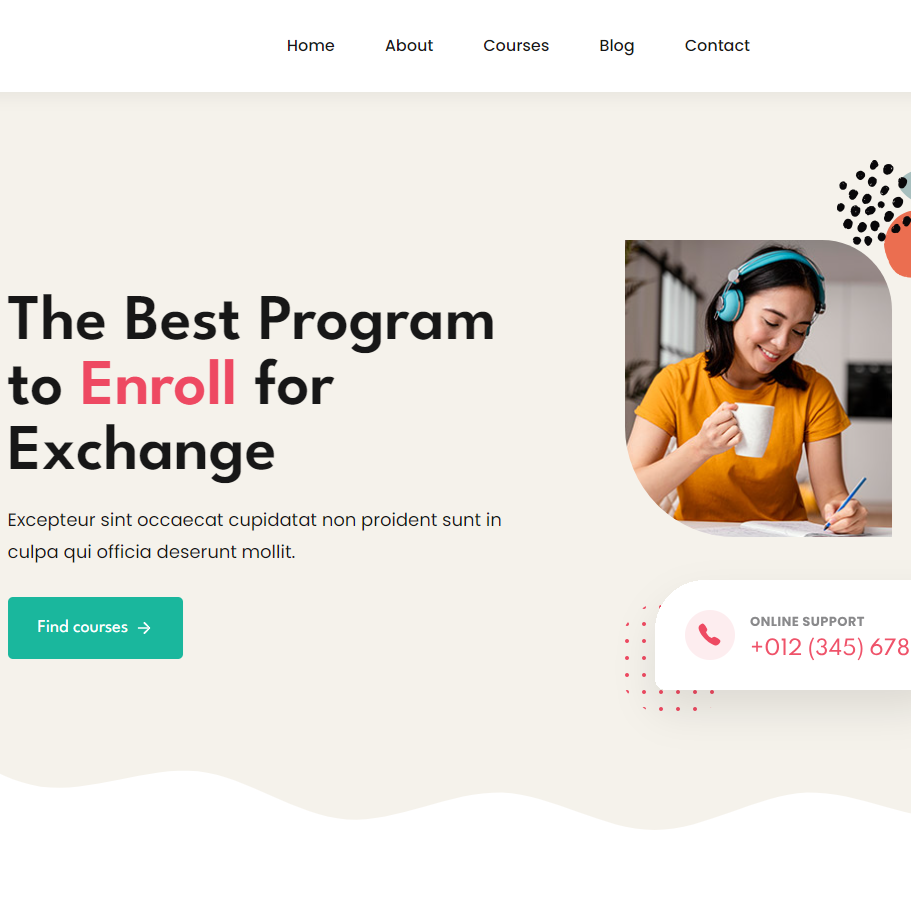 Home About Courses Blog Contact
The Best Program
to Enroll for
Exchange
Excepteur sint occaecat cupidatat non proident sunt in
culpa qui officia deserunt mollit.
Find courses →
ONLINE SUPPORT
+012 (345) 678